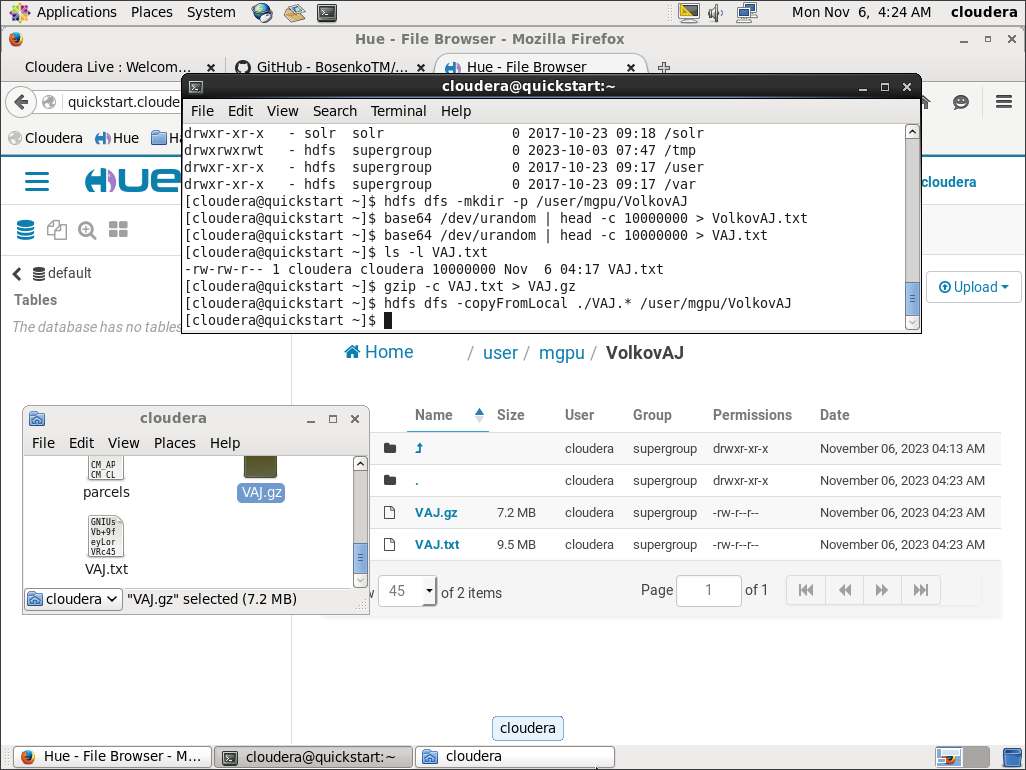 Applications Places System Mon Nov 6, 4:24 AM cloudera
Hue - File Browser - Mozilla Firefox
Cloudera Live : Welcom... GitHub - BosenkoTM/... Hue - File Browser
cloudera@quickstart:~
quickstart.cloude
File Edit View Search Terminal Help
Cloudera Hue Ha
drwxr-xr-x - solr solr 0 2017-10-23 09:18 /solr
drwxrwxrwt - hdfs supergroup 0 2023-10-03 07:47 /tmp
drwxr-xr-x - hdfs supergroup 0 2017-10-23 09:17 /user
drwxr-xr-x - hdfs supergroup 0 2017-10-23 09:17 /var
[cloudera@quickstart ~]$ hdfs dfs -mkdir -p /user/mgpu/VolkovAJ
[cloudera@quickstart ~]$ base64 /dev/urandom | head -c 10000000 > VolkovAJ.txt
[cloudera@quickstart ~]$ base64 /dev/urandom | head -c 10000000 > VAJ.txt
[cloudera@quickstart ~]$ ls -l VAJ.txt
-rw-rw-r-- 1 cloudera cloudera 10000000 Nov 6 04:17 VAJ.txt
[cloudera@quickstart ~]$ gzip -c VAJ.txt > VAJ.gz
[cloudera@quickstart ~]$ hdfs dfs -copyFromLocal ./VAJ.* /user/mgpu/VolkovAJ
[cloudera@quickstart ~]$
HUE
cloudera
default
Tables
The database has no tables
Upload
Home / user / mgpu / VolkovAJ
Name Size User Group Permissions Date
cloudera supergroup drwxr-xr-x November 06, 2023 04:13 AM
. cloudera supergroup drwxr-xr-x November 06, 2023 04:23 AM
VAJ.gz 7.2 MB cloudera supergroup -rw-r--r-- November 06, 2023 04:23 AM
VAJ.txt 9.5 MB cloudera supergroup -rw-r--r-- November 06, 2023 04:23 AM
w 45 of 2 items Page 1 of 1
cloudera
File Edit View Places Help
CM_AP
CM_CL
parcels VAJ.gz
GNIUs
Vb+9f
eyLor
VRc45
VAJ.txt
cloudera "VAJ.gz" selected (7.2 MB)
cloudera
Hue - File Browser - M... cloudera@quickstart:~ cloudera